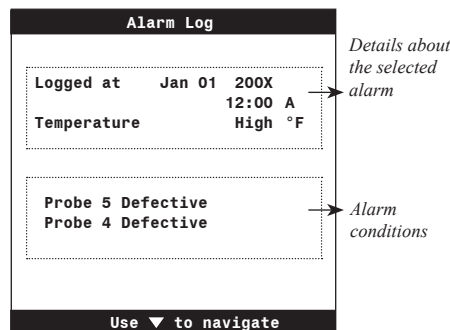 Alarm Log
Logged at Jan 01 200X
12:00 A
Temperature High °F
Details about
the selected
alarm
Probe 5 Defective
Probe 4 Defective
Alarm
conditions
Use ▼ to navigate